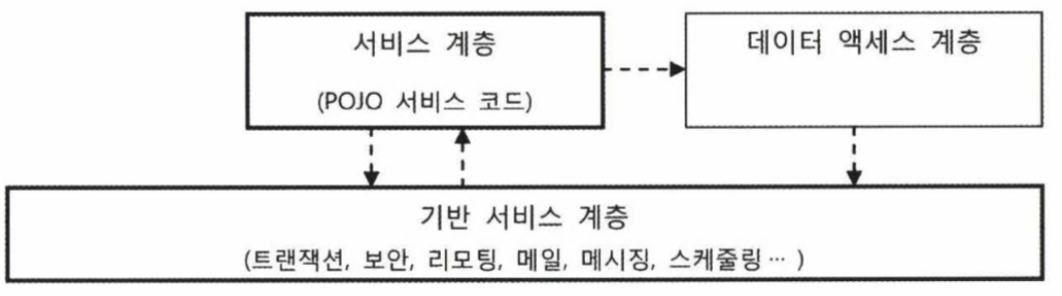 서비스 계층
(POJO 서비스 코드)
데이터 액세스 계층
기반 서비스 계층
(트랜잭션, 보안, 리모팅, 메일, 메시징, 스케줄링 … )